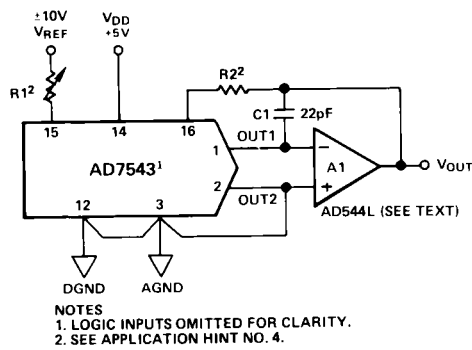 ±10V
VREF
VDD
+5V
R1²
R2²
C1
22pF
15
14
16
OUT1
1
AD7543¹
2
OUT2
12
3
−
A1
+
VOUT
AD544L (SEE TEXT)
DGND
AGND
NOTES
1. LOGIC INPUTS OMITTED FOR CLARITY.
2. SEE APPLICATION HINT NO. 4.